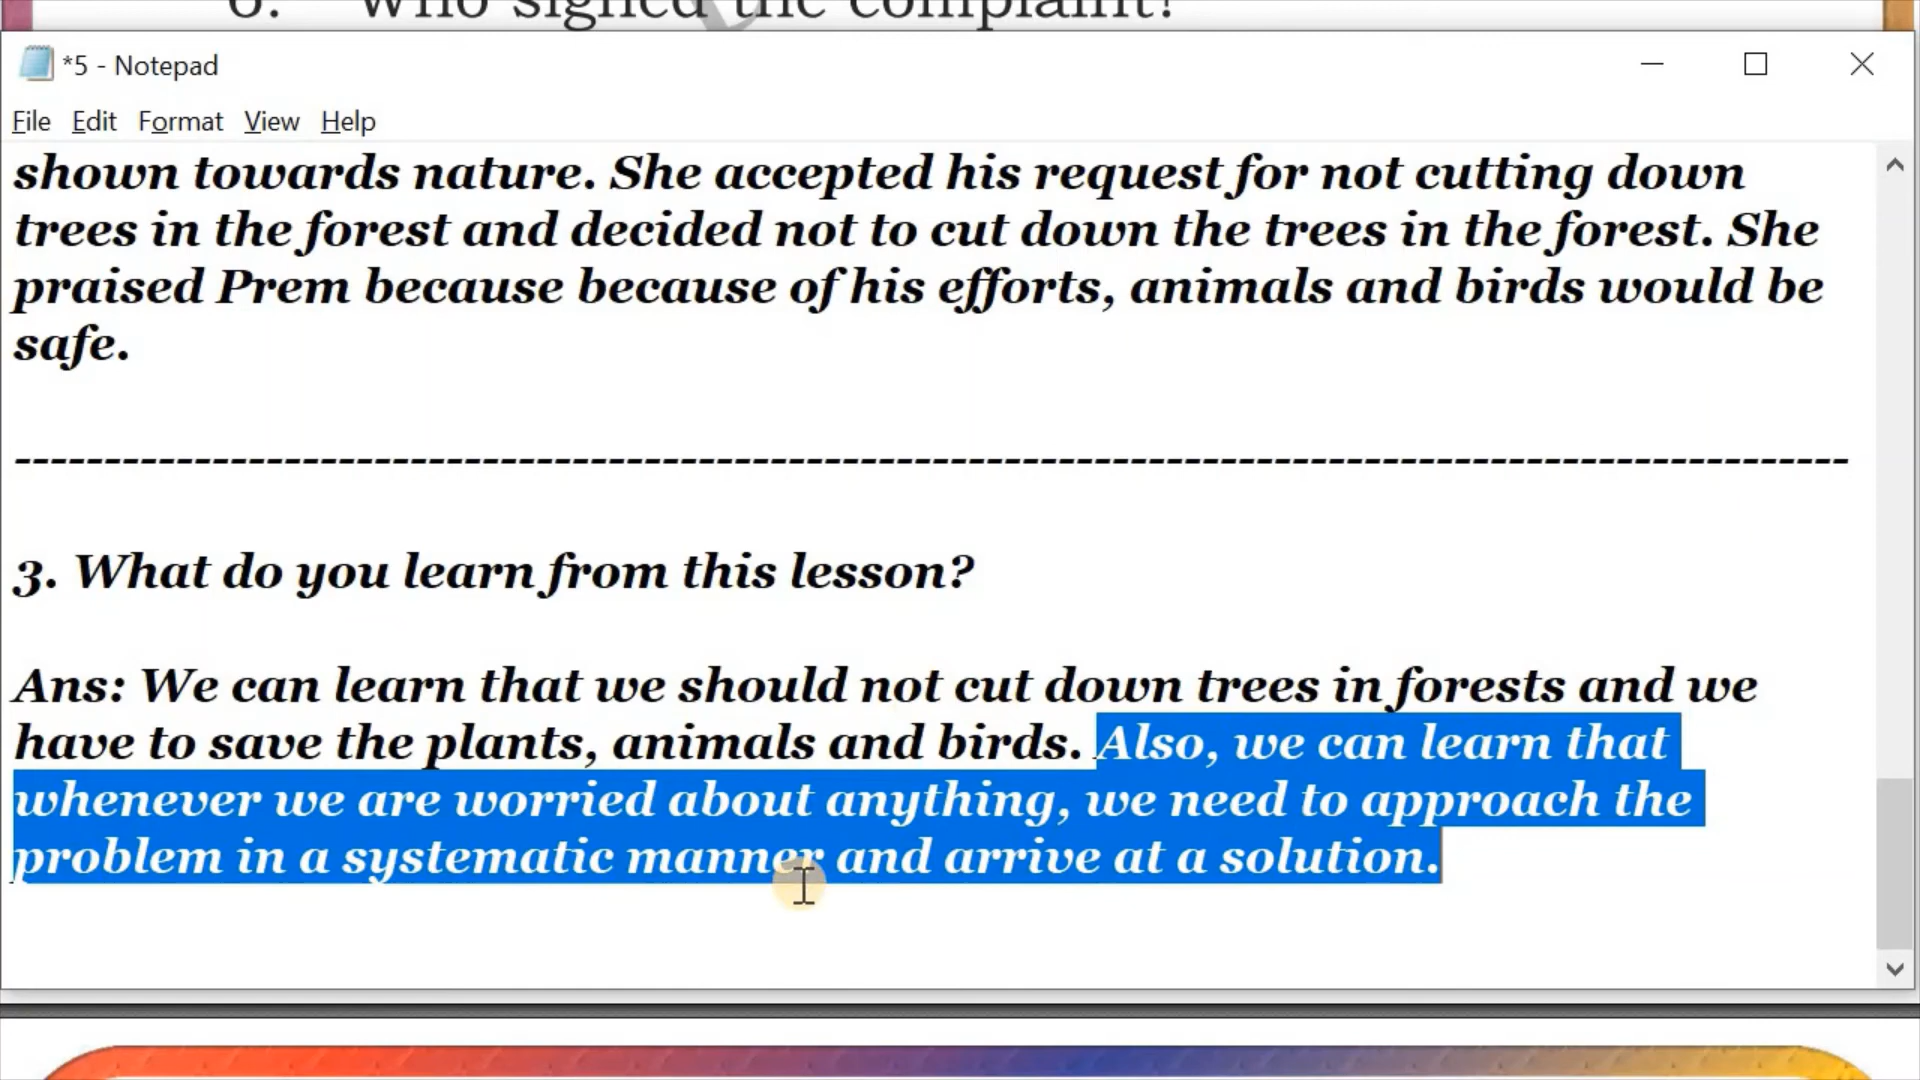 6. Who signed the complaint?
*5 - Notepad
File Edit Format View Help
shown towards nature. She accepted his request for not cutting down
trees in the forest and decided not to cut down the trees in the forest. She
praised Prem because because of his efforts, animals and birds would be
safe.
-----------------------------------------------------------------------------------------------------
3. What do you learn from this lesson?
Ans: We can learn that we should not cut down trees in forests and we
have to save the plants, animals and birds. Also, we can learn that
whenever we are worried about anything, we need to approach the
problem in a systematic manner and arrive at a solution.